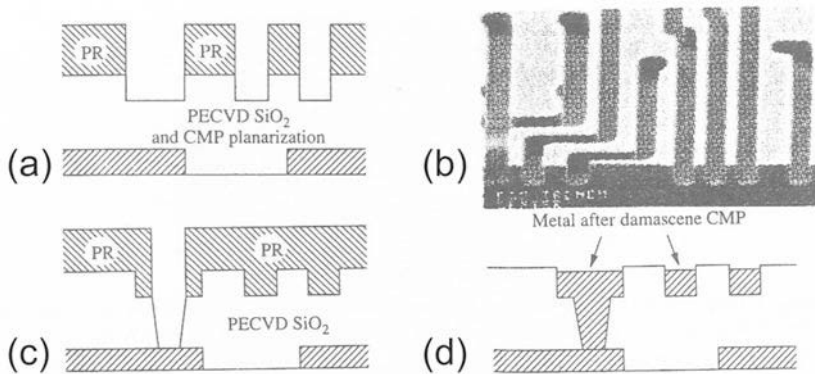 PR
PR
PECVD SiO₂
and CMP planarization
(a)
(b)
Metal after damascene CMP
PR
PR
PECVD SiO₂
(c)
(d)